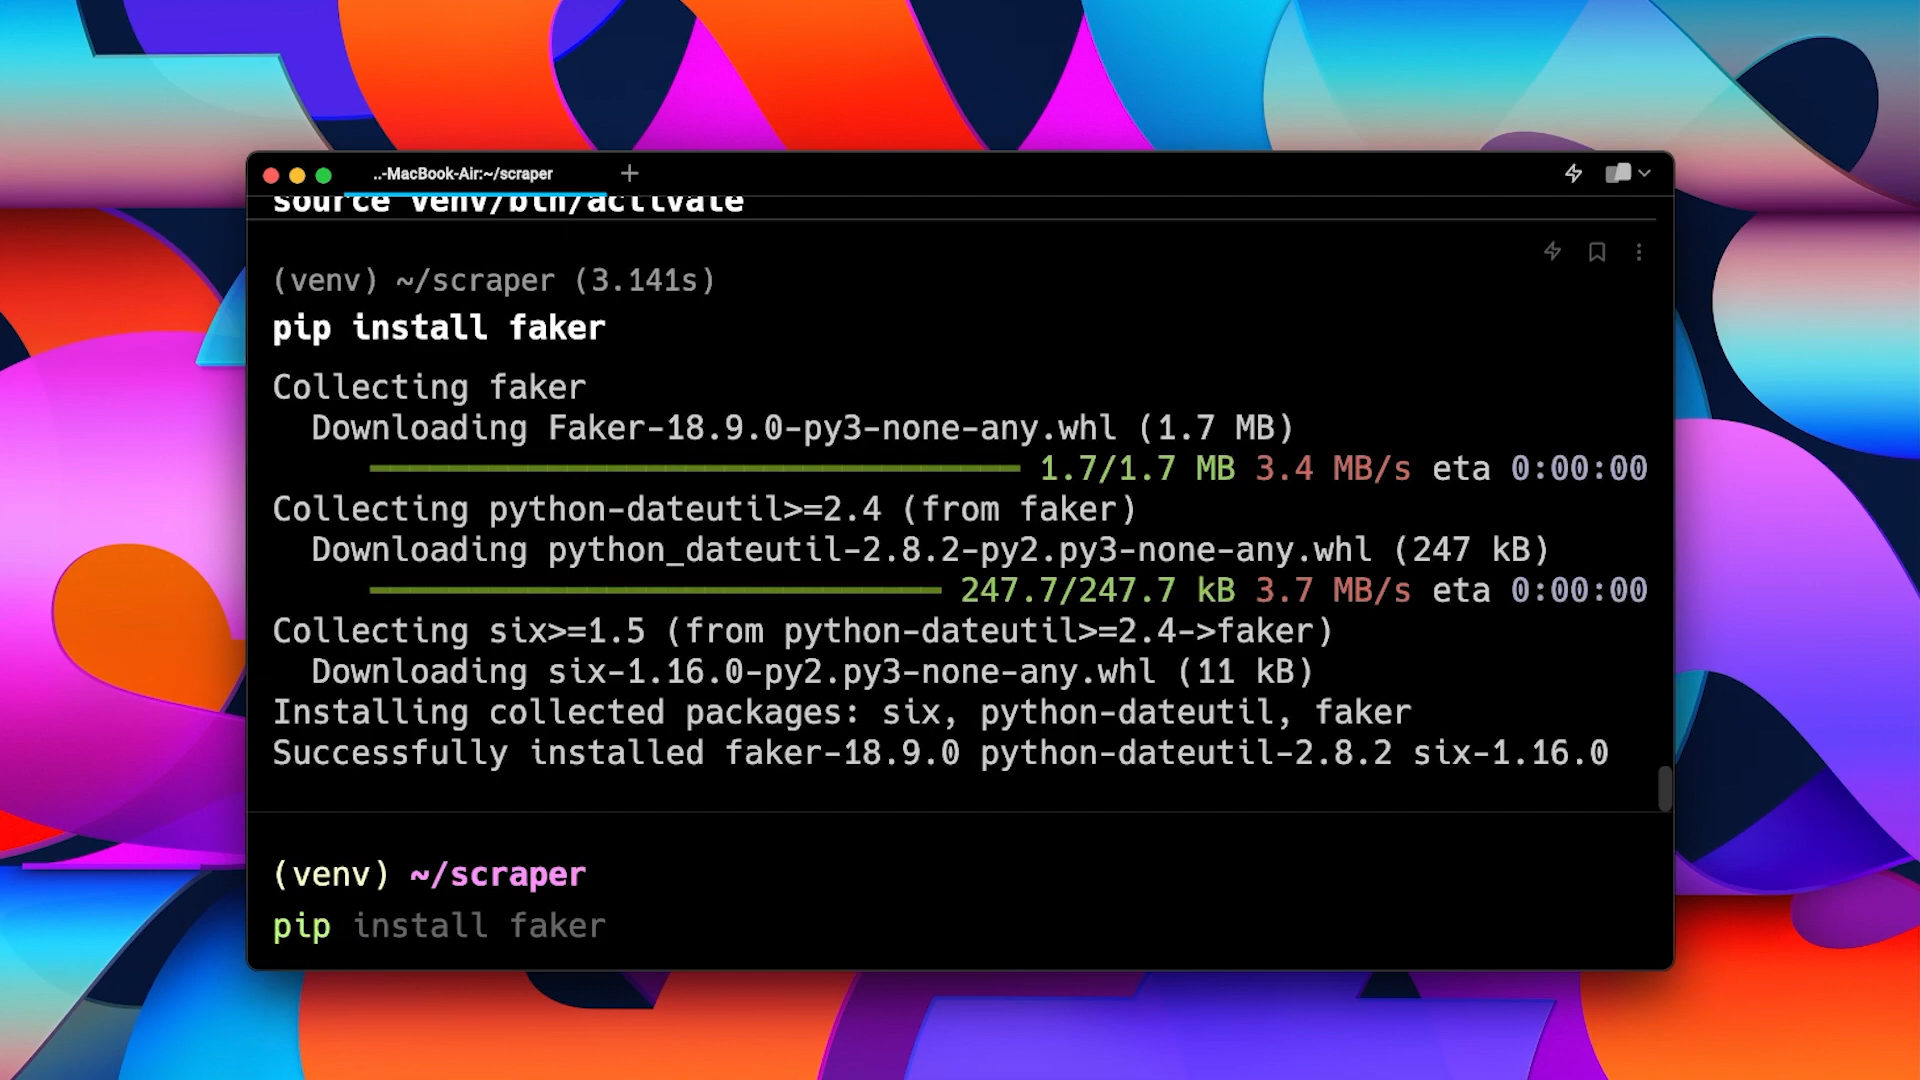 ..-MacBook-Air:~/scraper
source venv/bin/activate
(venv) ~/scraper (3.141s)
pip install faker
Collecting faker
Downloading Faker-18.9.0-py3-none-any.whl (1.7 MB)
1.7/1.7 MB 3.4 MB/s eta 0:00:00
Collecting python-dateutil>=2.4 (from faker)
Downloading python_dateutil-2.8.2-py2.py3-none-any.whl (247 kB)
247.7/247.7 kB 3.7 MB/s eta 0:00:00
Collecting six>=1.5 (from python-dateutil>=2.4->faker)
Downloading six-1.16.0-py2.py3-none-any.whl (11 kB)
Installing collected packages: six, python-dateutil, faker
Successfully installed faker-18.9.0 python-dateutil-2.8.2 six-1.16.0
(venv) ~/scraper
pip install faker